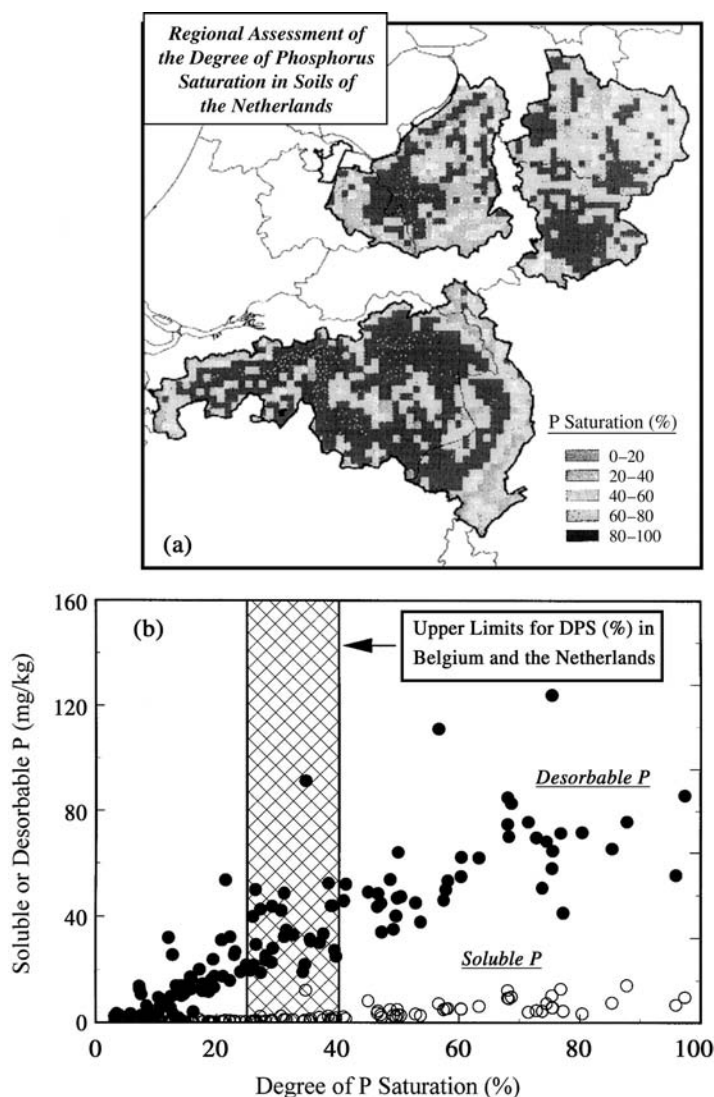 Regional Assessment of
the Degree of Phosphorus
Saturation in Soils of
the Netherlands
P Saturation (%)
0–20
20–40
40–60
60–80
80–100
(a)
160
(b)
Upper Limits for DPS (%) in
Belgium and the Netherlands
120
Desorbable P
80
40
Soluble P
0
0 20 40 60 80 100
Soluble or Desorbable P (mg/kg)
Degree of P Saturation (%)